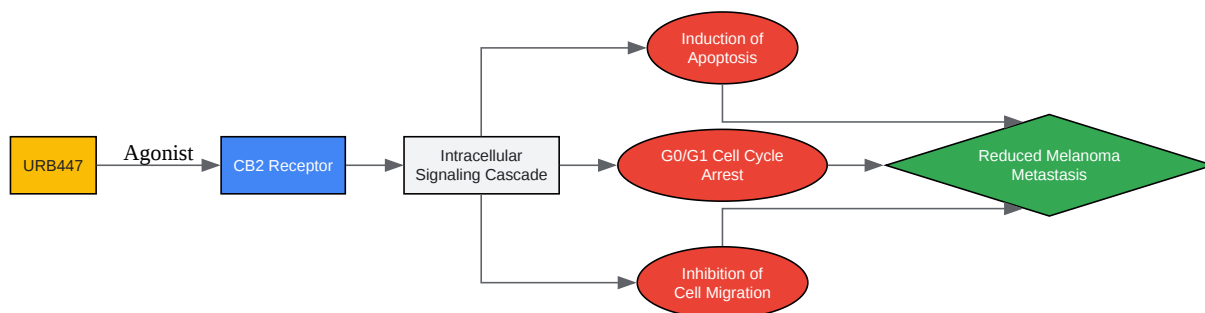 URB447
Agonist
CB2 Receptor
Intracellular
Signaling Cascade
Induction of
Apoptosis
G0/G1 Cell Cycle
Arrest
Inhibition of
Cell Migration
Reduced Melanoma
Metastasis